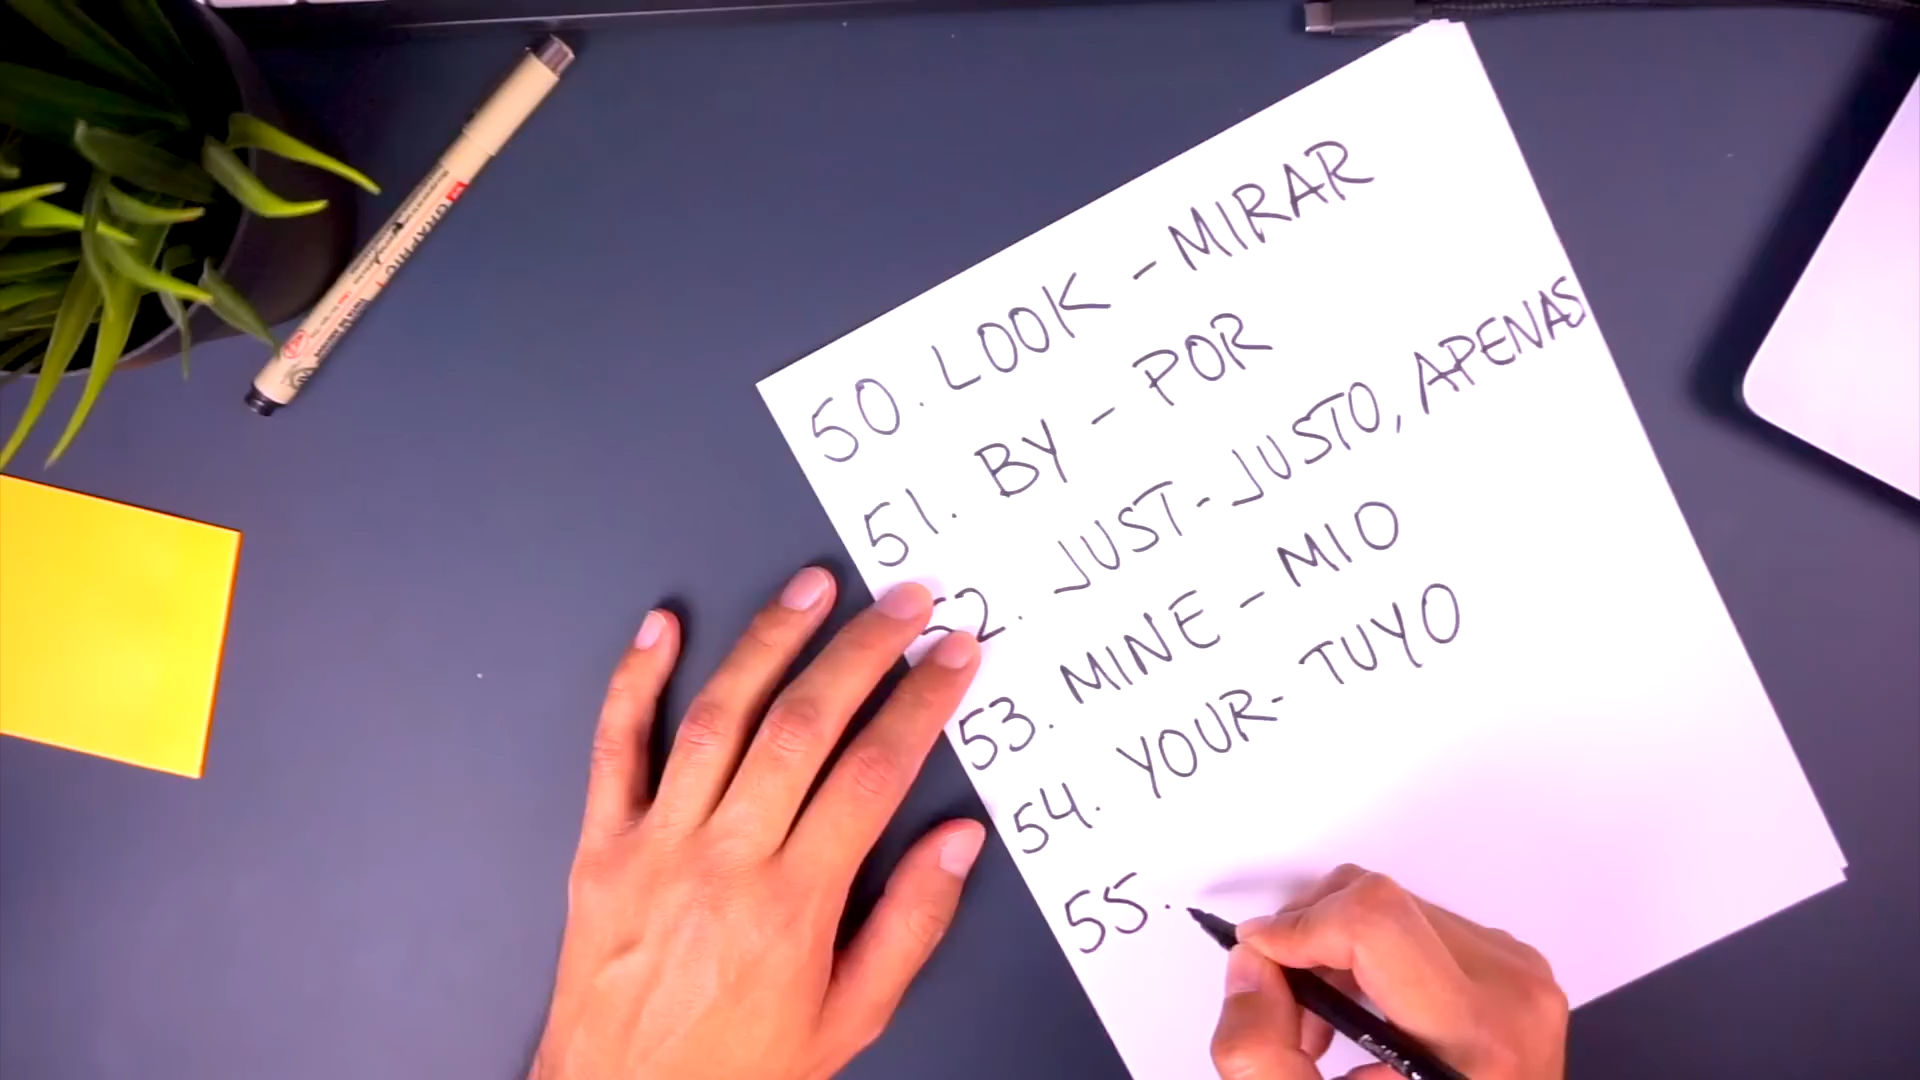 50. LOOK - MIRAR
51. BY - POR
52. JUST - JUSTO, APENAS
53. MINE - MIO
54. YOUR - TUYO
55.